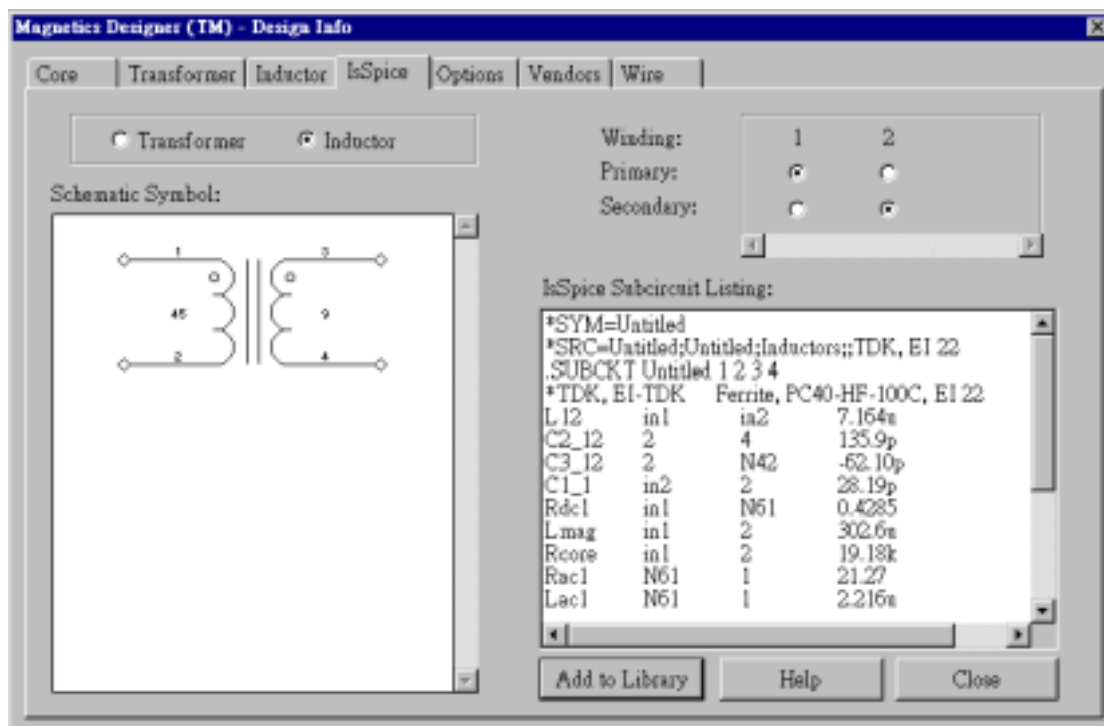 Magnetics Designer (TM) - Design Info
Core Transformer Inductor IsSpice Options Vendors Wire
Transformer Inductor
Winding: 1 2
Primary:
Secondary:
Schematic Symbol:
1 3
45 9
2 4
IsSpice Subcircuit Listing:
*SYM=Untitled
*SRC=Untitled;Untitled;Inductors;;TDK, EI 22
.SUBCKT Untitled 1 2 3 4
*TDK, EI-TDK Ferrite, PC40-HF-100C, EI 22
L12 in1 in2 7.164u
C2_12 2 4 135.9p
C3_12 2 N42 -62.10p
C1_1 in2 2 28.19p
Rdc1 in1 N61 0.4285
Lmag in1 2 302.6u
Rcore in1 2 19.18k
Rac1 N61 1 21.27
Lac1 N61 1 2.216u
Add to Library Help Close